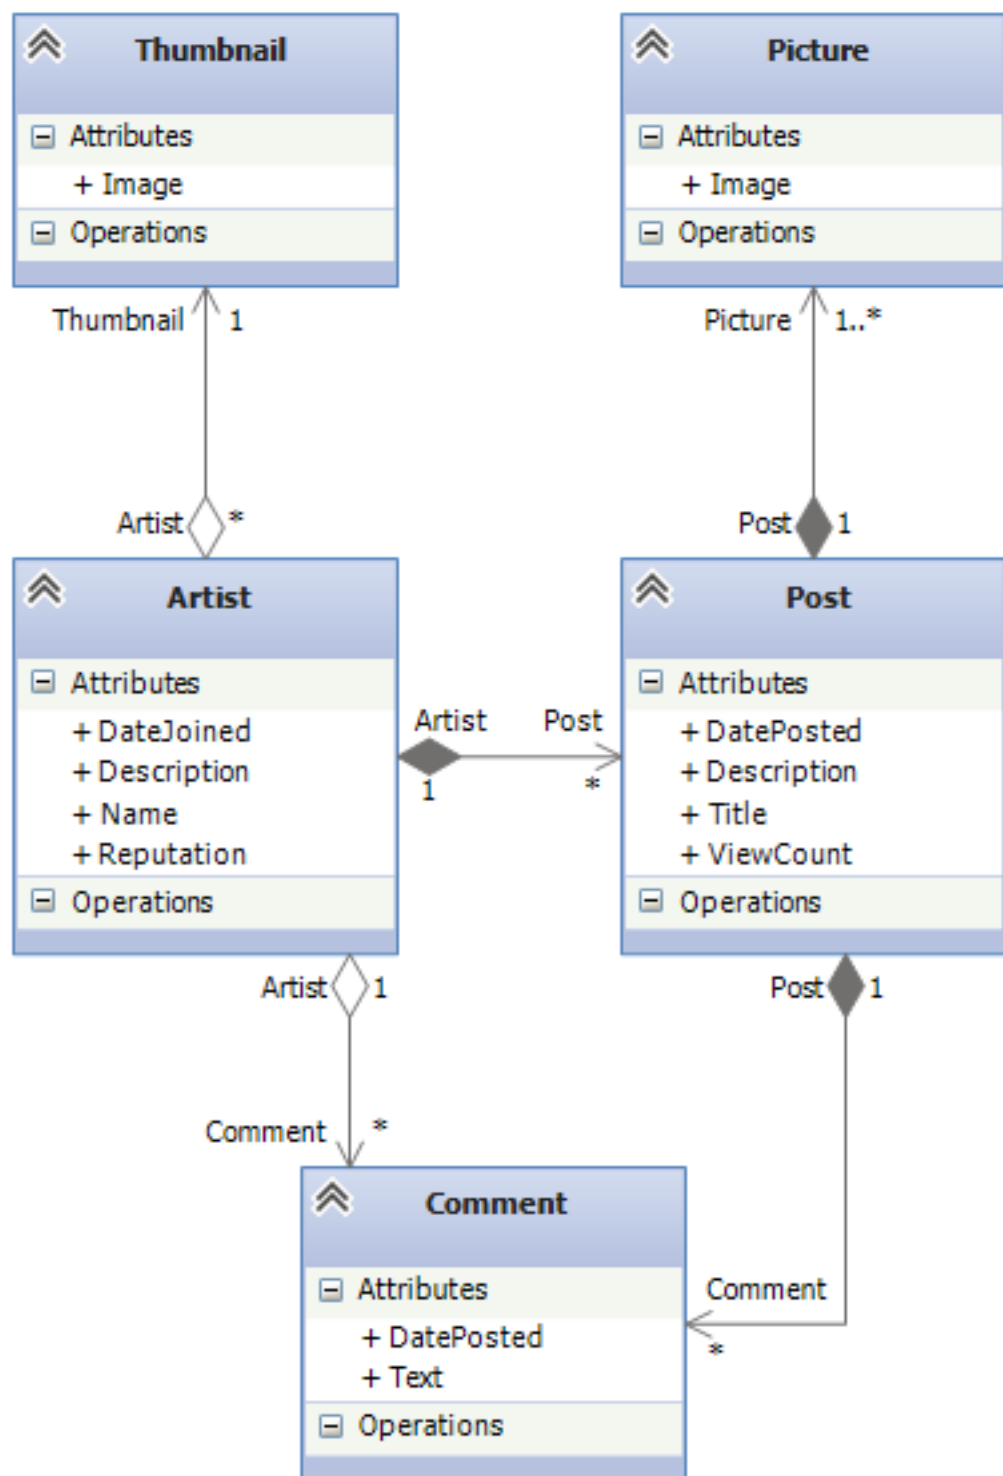 Thumbnail
Attributes
+ Image
Operations
Picture
Attributes
+ Image
Operations
Thumbnail 1
Picture 1..*
Artist *
Post 1
Artist
Attributes
+ DateJoined
+ Description
+ Name
+ Reputation
Operations
Artist Post
1 *
Post
Attributes
+ DatePosted
+ Description
+ Title
+ ViewCount
Operations
Artist 1
Post 1
Comment *
Comment
Attributes
+ DatePosted
+ Text
Operations
Comment
*